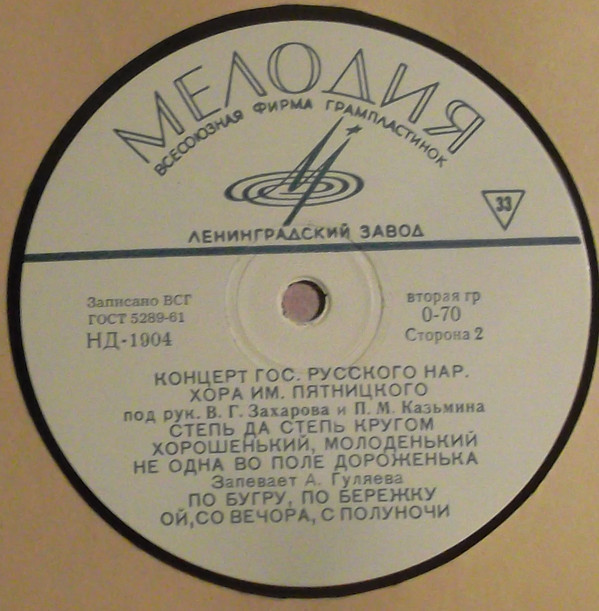 МЕЛОДИЯ
ВСЕСОЮЗНАЯ ФИРМА ГРАМПЛАСТИНОК
33
ЛЕНИНГРАДСКИЙ ЗАВОД
Записано ВСГ
ГОСТ 5289-61
НД-1904
вторая гр
0-70
Сторона 2
КОНЦЕРТ ГОС. РУССКОГО НАР.
ХОРА ИМ. ПЯТНИЦКОГО
под рук. В. Г. Захарова и П. М. Казьмина
СТЕПЬ ДА СТЕПЬ КРУГОМ
ХОРОШЕНЬКИЙ, МОЛОДЕНЬКИЙ
НЕ ОДНА ВО ПОЛЕ ДОРОЖЕНЬКА
Запевает А. Гуляева
ПО БУГРУ, ПО БЕРЕЖКУ
ОЙ,СО ВЕЧОРА, С ПОЛУНОЧИ